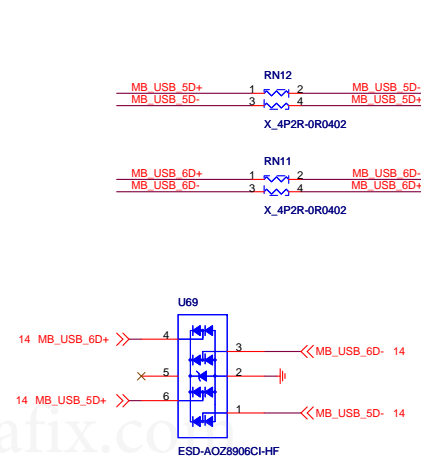 RN12
MB_USB_5D+ 1 2 MB_USB_5D-
MB_USB_5D- 3 4 MB_USB_5D+
X_4P2R-0R0402
RN11
MB_USB_6D+ 1 2 MB_USB_6D-
MB_USB_6D- 3 4 MB_USB_6D+
X_4P2R-0R0402
U69
14 MB_USB_6D+ 4
3 MB_USB_6D- 14
5 2
14 MB_USB_5D+ 6
1 MB_USB_5D- 14
afix.co
ESD-AOZ8906CI-HF